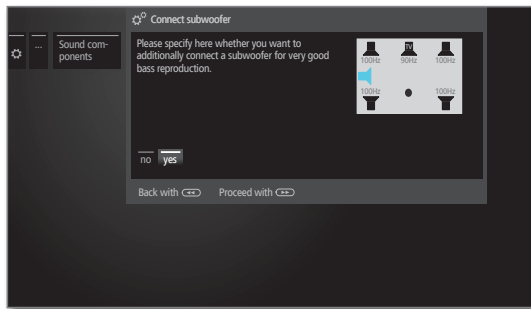 Connect subwoofer
...
Sound com-
ponents
Please specify here whether you want to
additionally connect a subwoofer for very good
bass reproduction.
TV
100Hz 90Hz 100Hz
100Hz 100Hz
no yes
Back with Proceed with